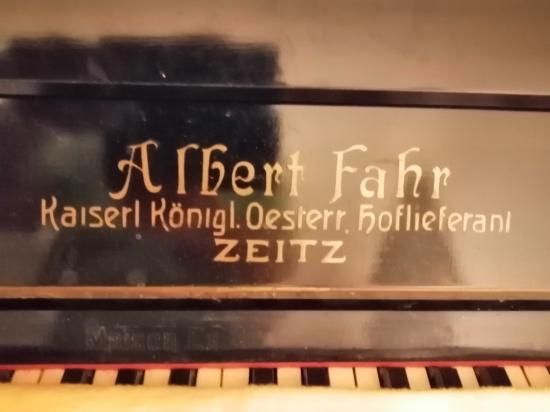 Albert Fahr
Kaiserl Königl. Oesterr. Hoflieferant
ZEITZ